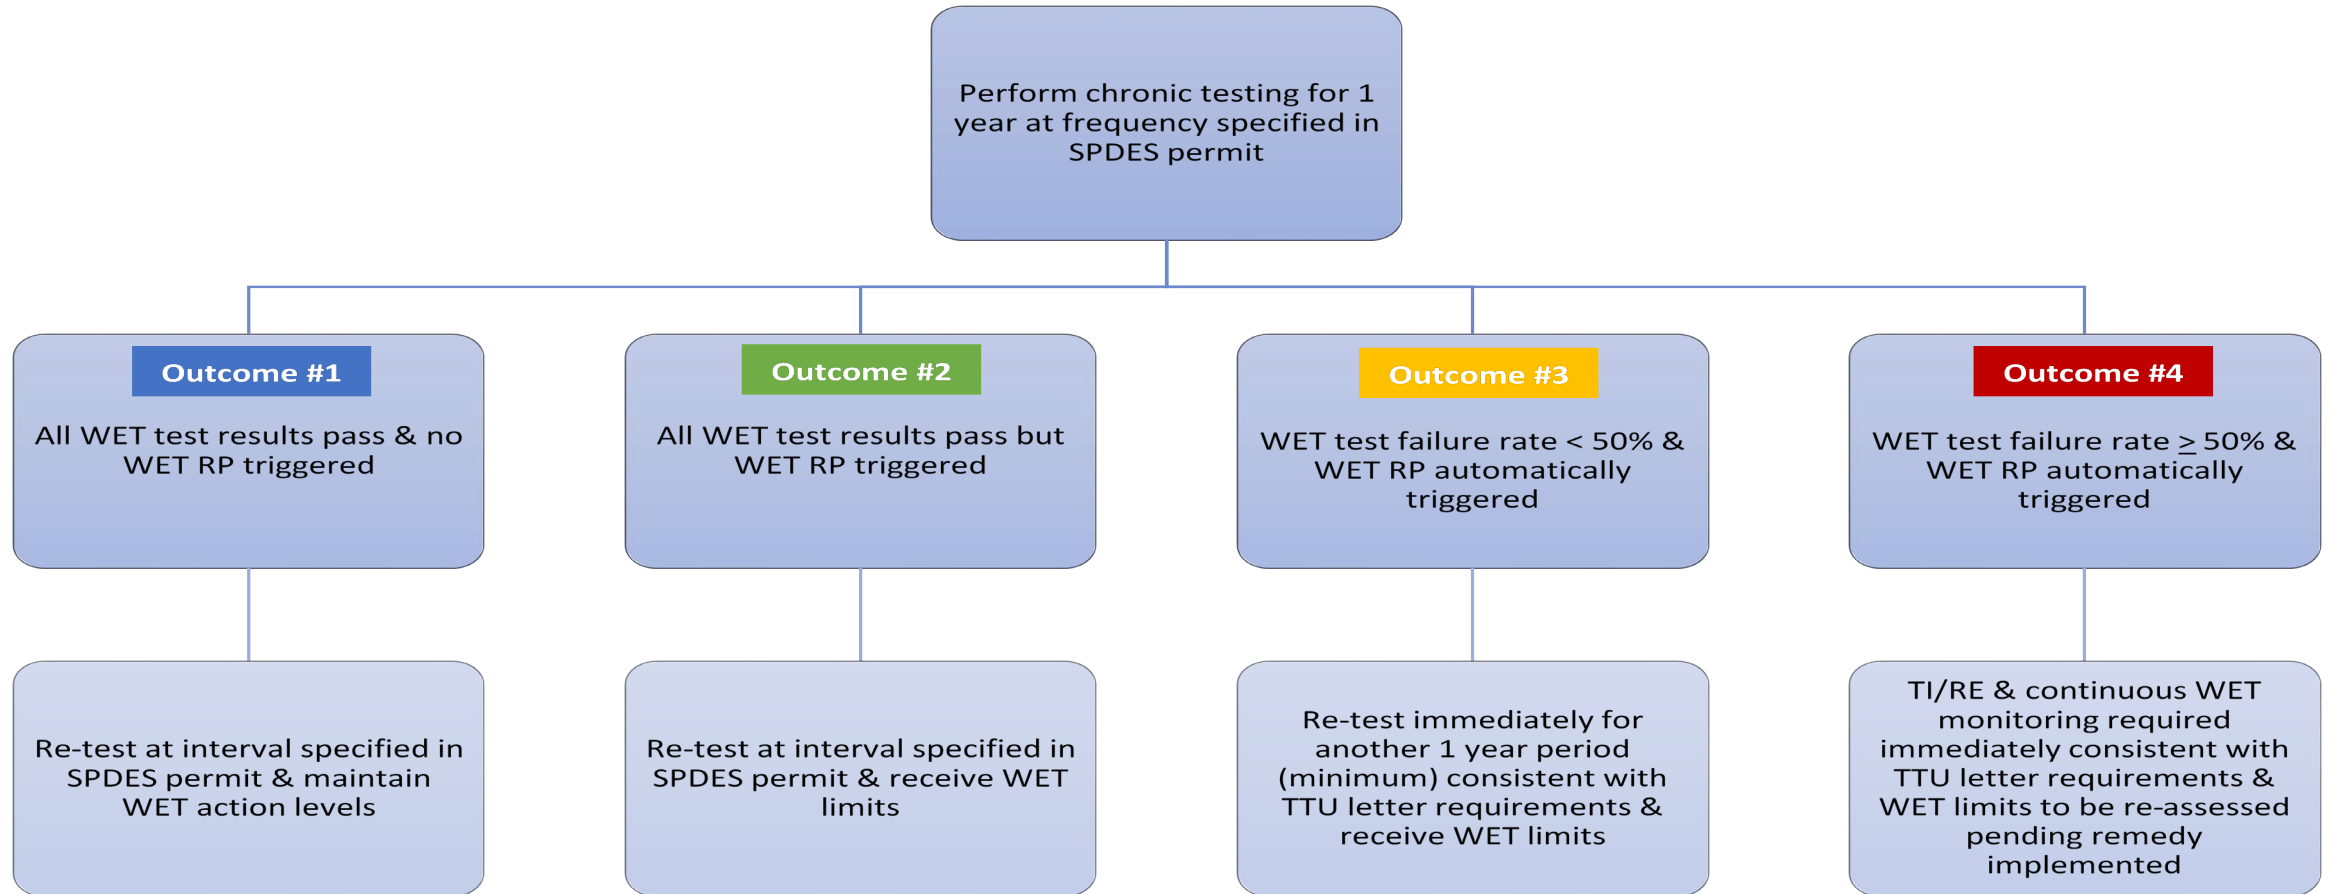 Perform chronic testing for 1
year at frequency specified in
SPDES permit
Outcome #1
All WET test results pass & no
WET RP triggered
Outcome #2
All WET test results pass but
WET RP triggered
Outcome #3
WET test failure rate < 50% &
WET RP automatically
triggered
Outcome #4
WET test failure rate ≥ 50% &
WET RP automatically
triggered
Re-test at interval specified in
SPDES permit & maintain
WET action levels
Re-test at interval specified in
SPDES permit & receive WET
limits
Re-test immediately for
another 1 year period
(minimum) consistent with
TTU letter requirements &
receive WET limits
TI/RE & continuous WET
monitoring required
immediately consistent with
TTU letter requirements &
WET limits to be re-assessed
pending remedy
implemented